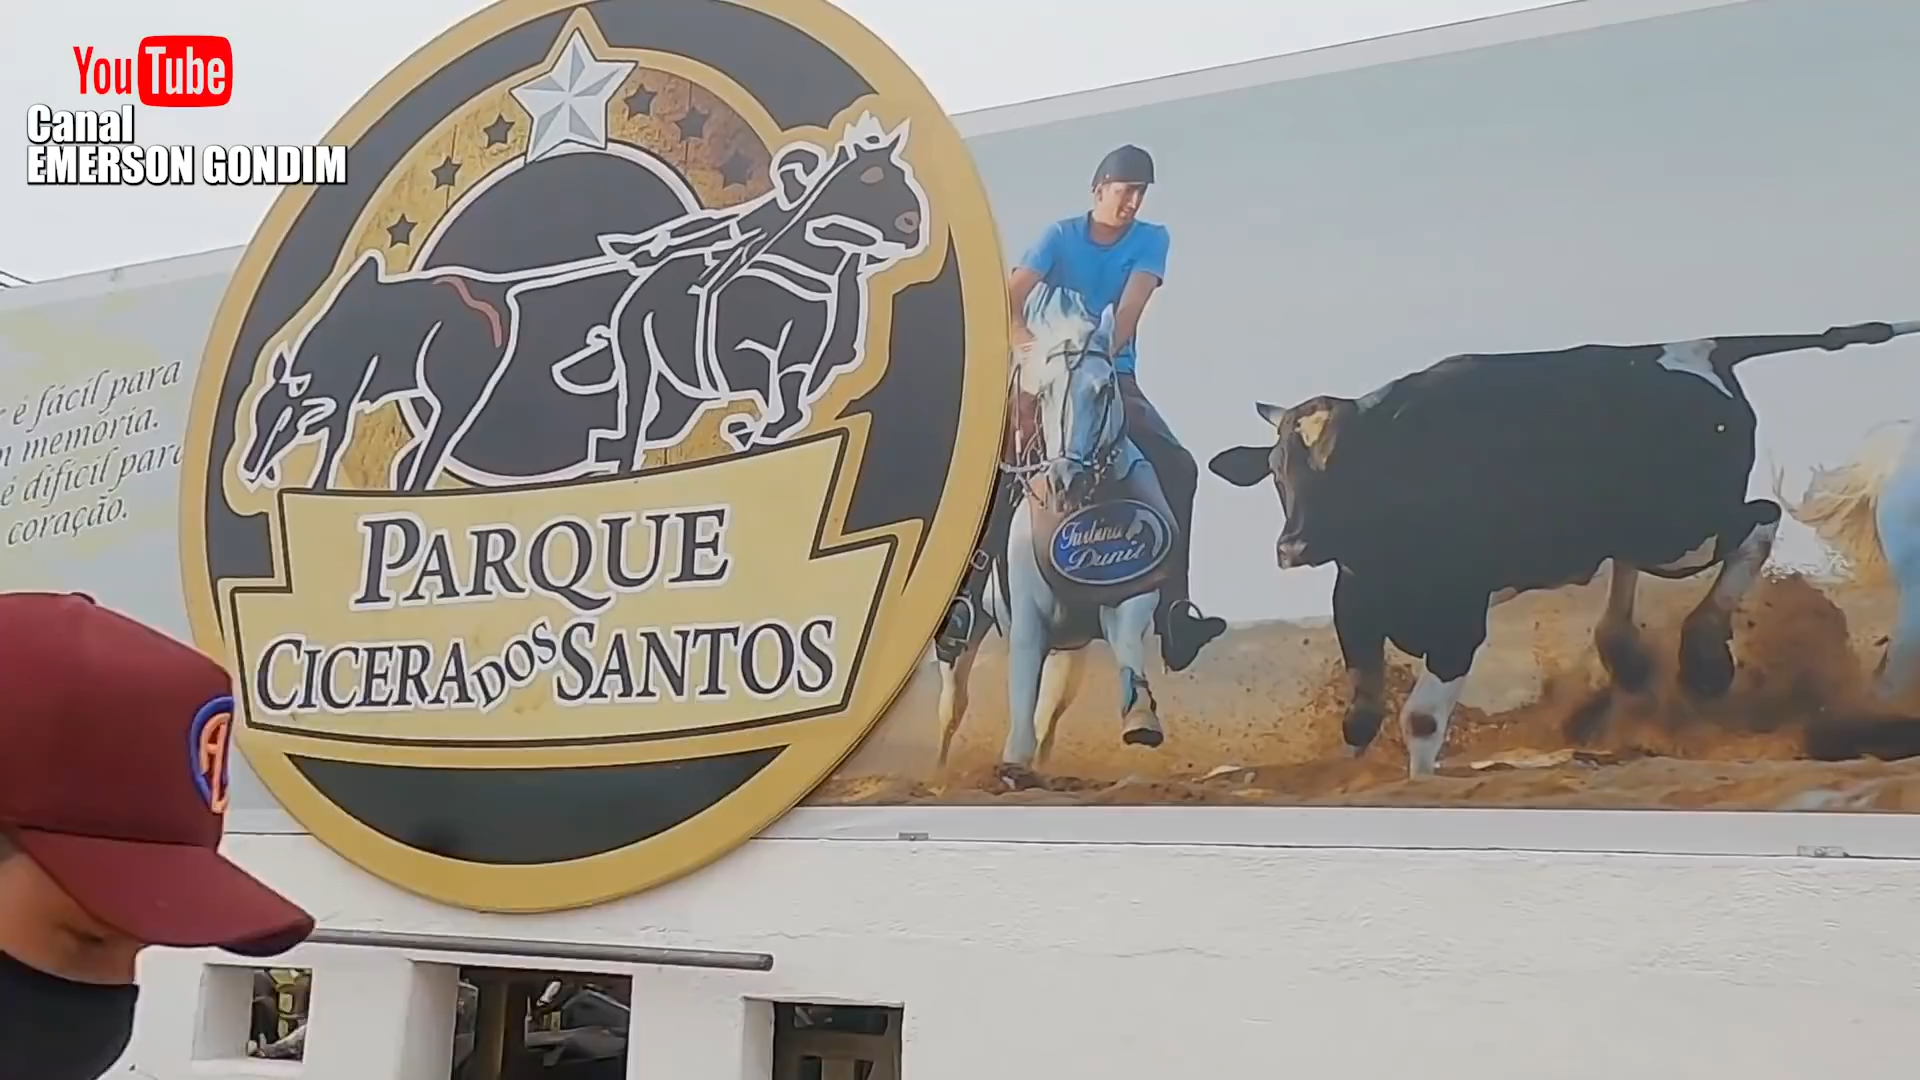 YouTube
Canal
EMERSON GONDIM
é fácil para
memória.
é difícil para
coração.
PARQUE
CICERA DOS SANTOS